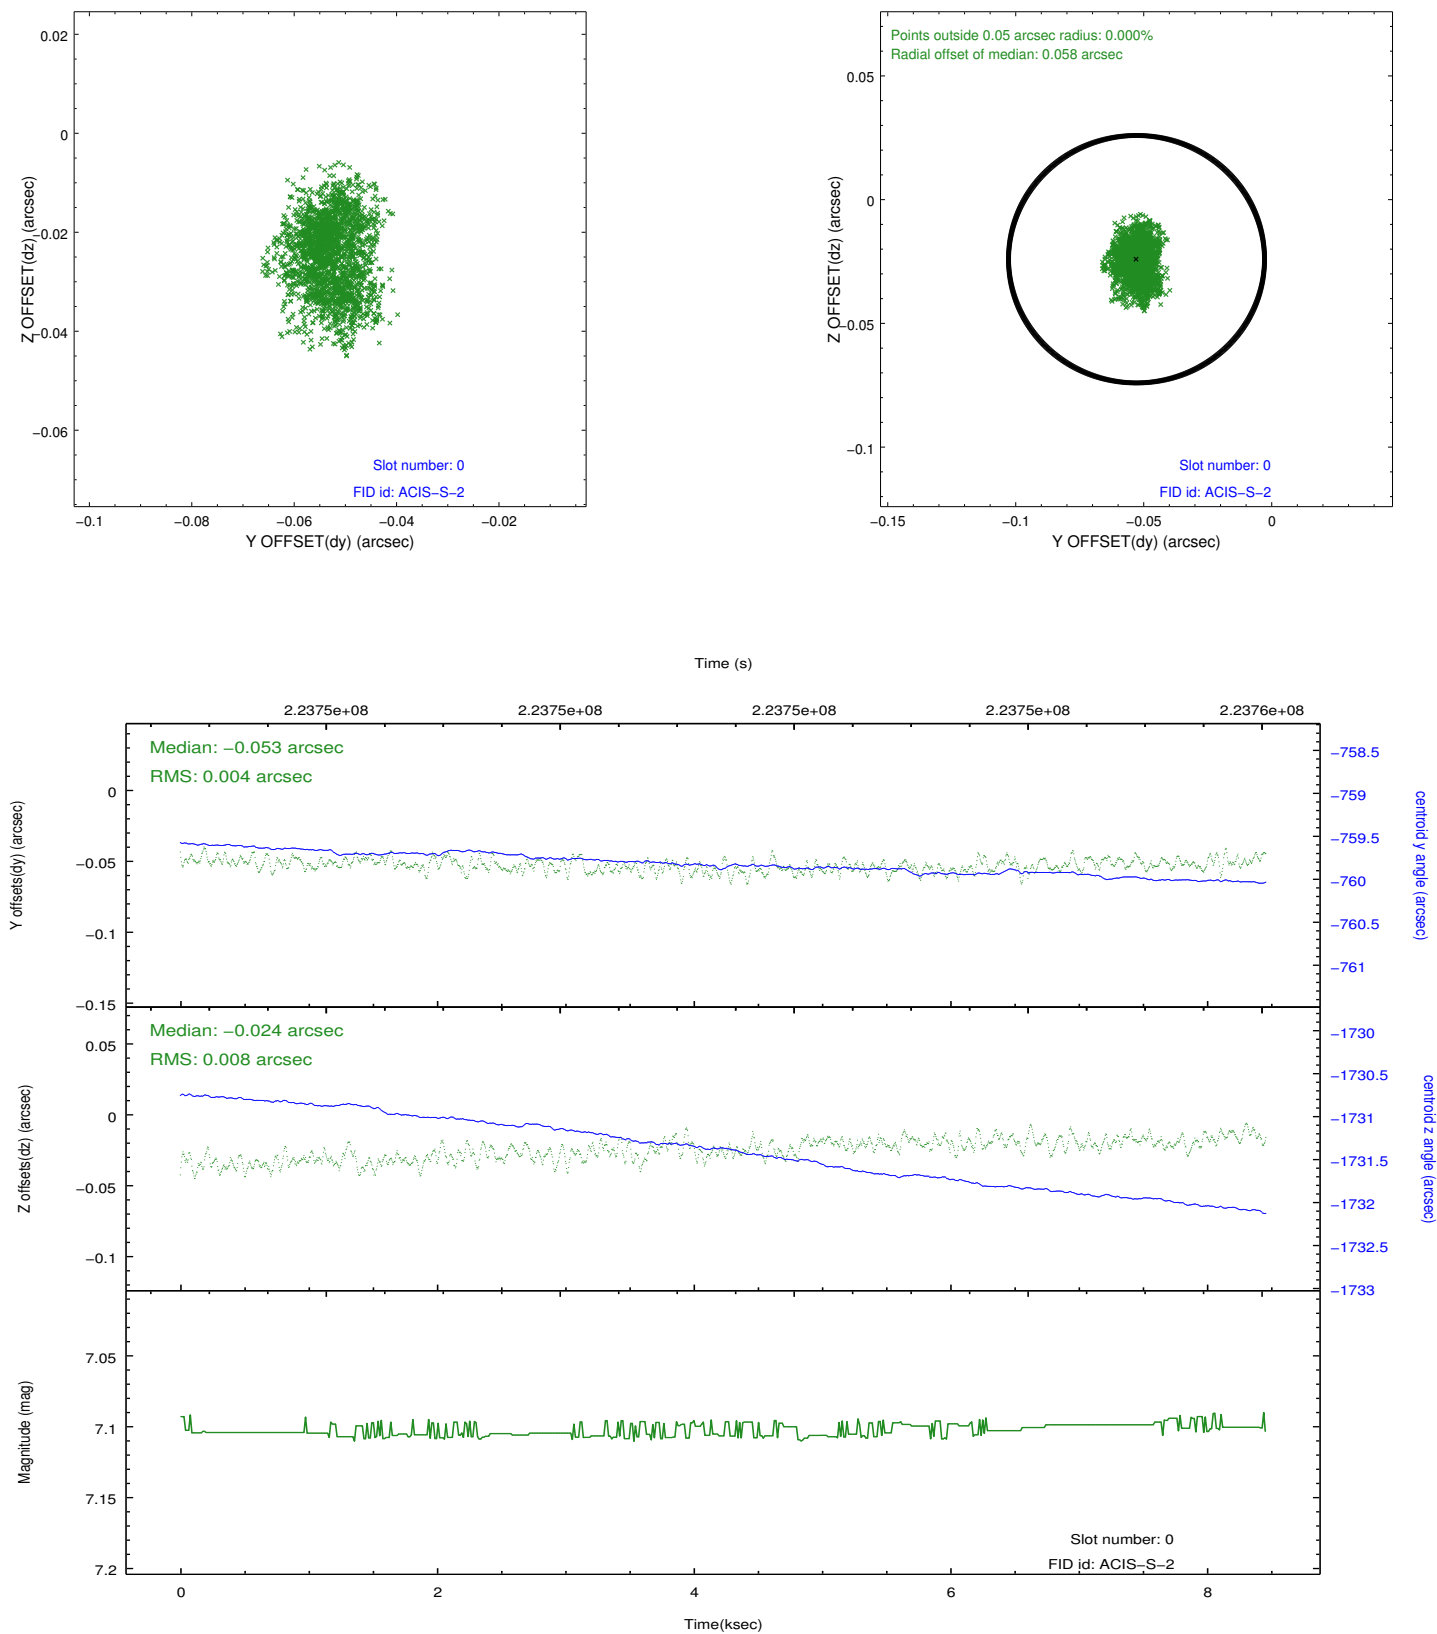 0.02
0
−0.02
−0.04
−0.06
Z OFFSET(dz) (arcsec)
Slot number: 0
FID id: ACIS−S−2
−0.1
−0.08
−0.06
−0.04
−0.02
Y OFFSET(dy) (arcsec)
Points outside 0.05 arcsec radius: 0.000%
Radial offset of median: 0.058 arcsec
0.05
0
−0.05
−0.1
Z OFFSET(dz) (arcsec)
Slot number: 0
FID id: ACIS−S−2
−0.15
−0.1
−0.05
0
Y OFFSET(dy) (arcsec)
Time (s)
2.2375e+08
2.2375e+08
2.2375e+08
2.2375e+08
2.2376e+08
Median: −0.053 arcsec
RMS: 0.004 arcsec
0
−0.05
−0.1
−0.15
Y offsets(dy) (arcsec)
−758.5
−759
−759.5
−760
−760.5
−761
centroid y angle (arcsec)
Median: −0.024 arcsec
RMS: 0.008 arcsec
0.05
0
−0.05
−0.1
Z offsets(dz) (arcsec)
−1730
−1730.5
−1731
−1731.5
−1732
−1732.5
−1733
centroid z angle (arcsec)
7.05
7.1
7.15
7.2
Magnitude (mag)
Slot number: 0
FID id: ACIS−S−2
0
2
4
6
8
Time(ksec)